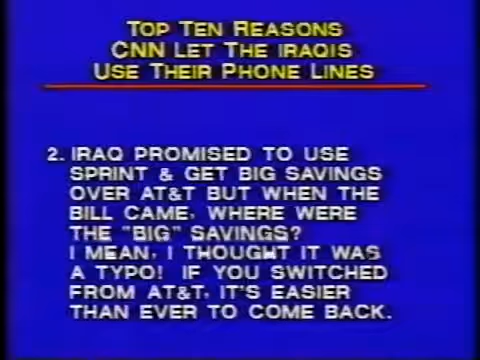 TOP TEN REASONS
CNN LET THE IRAQIS
USE THEIR PHONE LINES
2. IRAQ PROMISED TO USE
SPRINT & GET BIG SAVINGS
OVER AT&T BUT WHEN THE
BILL CAME, WHERE WERE
THE "BIG" SAVINGS?
I MEAN, I THOUGHT IT WAS
A TYPO! IF YOU SWITCHED
FROM AT&T, IT'S EASIER
THAN EVER TO COME BACK.